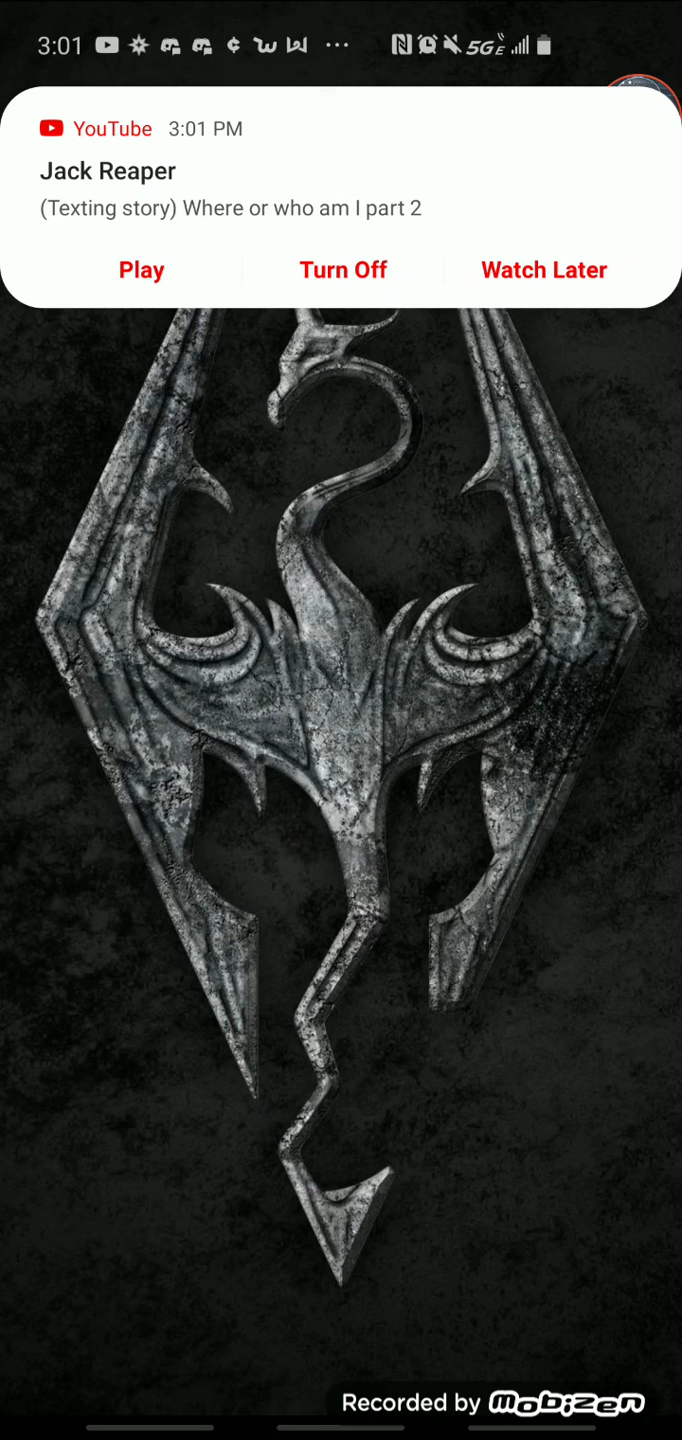 3:01 5GE
YouTube 3:01 PM
Jack Reaper
(Texting story) Where or who am I part 2
Play Turn Off Watch Later
Recorded by Mobizen